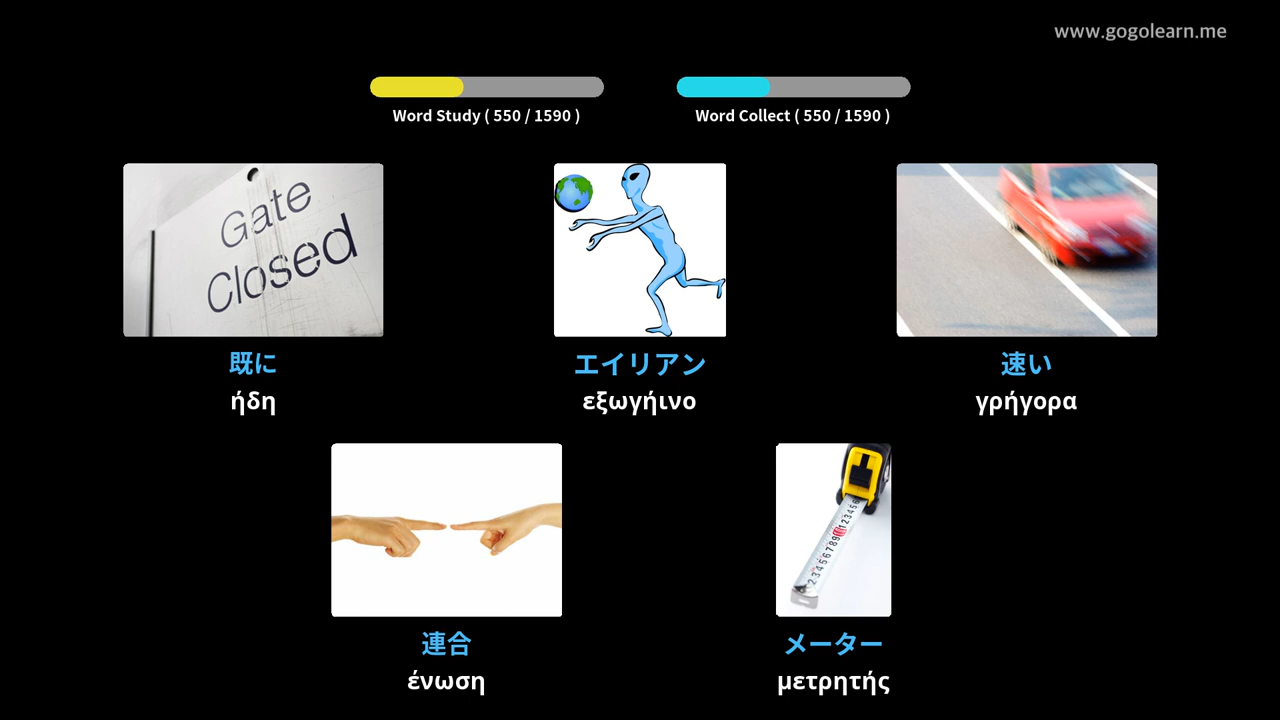 www.gogolearn.me
Word Study ( 550 / 1590 )
Word Collect ( 550 / 1590 )
Gate
Closed
既に
エイリアン
速い
ήδη
εξωγήινο
γρήγορα
連合
メーター
ένωση
μετρητής